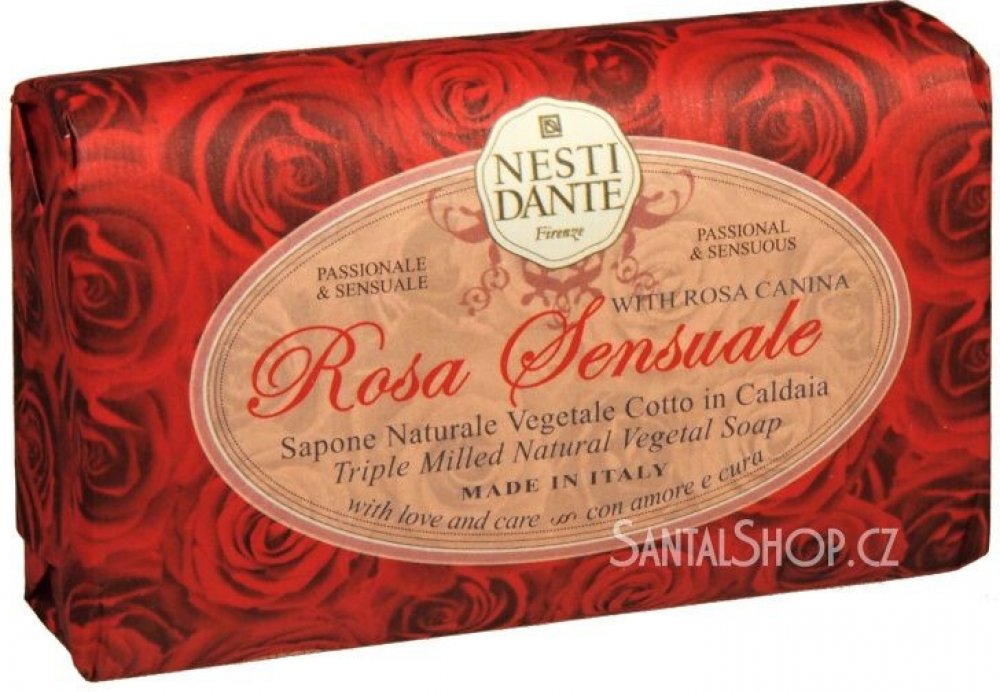 NESTI
DANTE
Firenze
PASSIONALE
& SENSUALE
PASSIONAL
& SENSUOUS
WITH ROSA CANINA
Rosa Sensuale
Sapone Naturale Vegetale Cotto in Caldaia
Triple Milled Natural Vegetal Soap
MADE IN ITALY
with love and care con amore e cura
SANTALSHOP.CZ